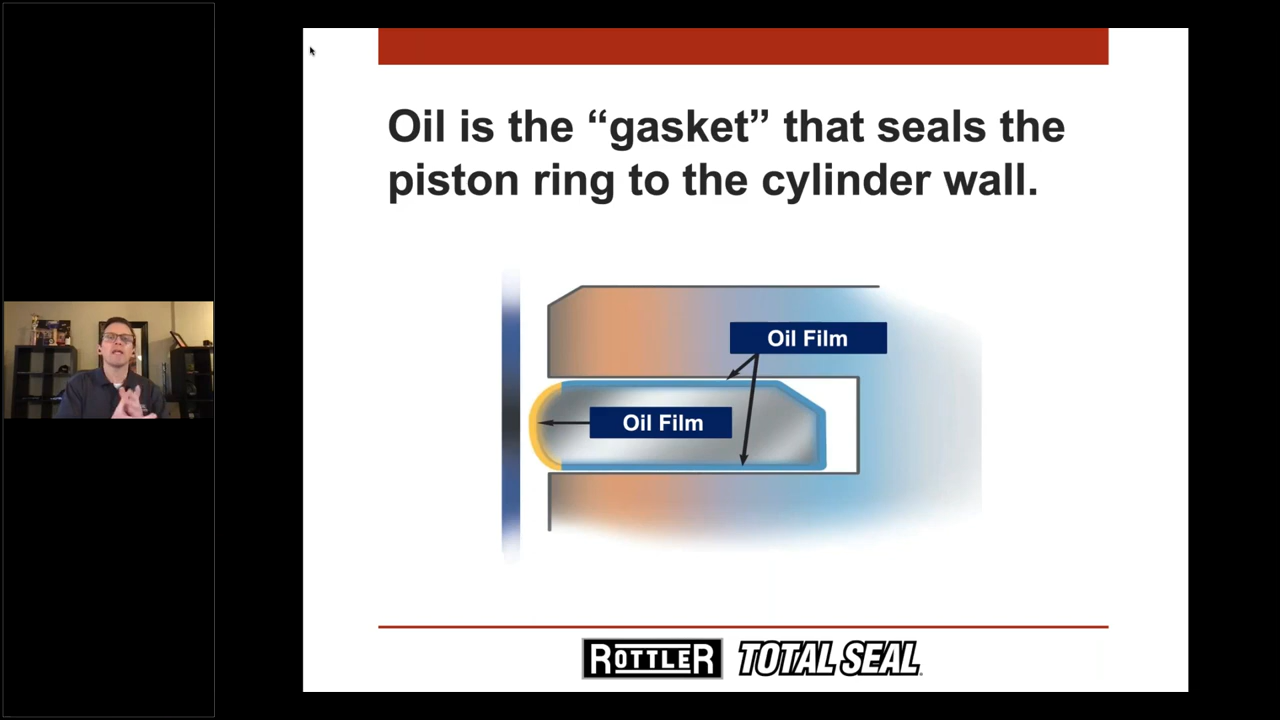 Oil is the “gasket” that seals the
piston ring to the cylinder wall.
Oil Film
Oil Film
ROTTLER TOTAL SEAL